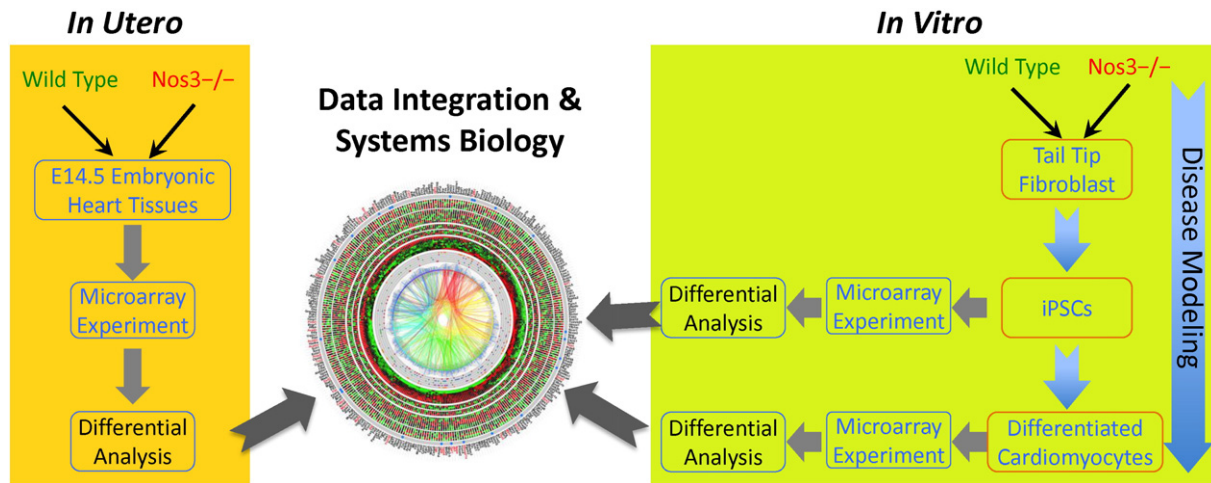 In Utero
Wild Type
Nos3−/−
E14.5 Embryonic
Heart Tissues
Microarray
Experiment
Differential
Analysis
Data Integration &
Systems Biology
In Vitro
Wild Type
Nos3−/−
Tail Tip
Fibroblast
iPSCs
Microarray
Experiment
Differential
Analysis
Differentiated
Cardiomyocytes
Microarray
Experiment
Differential
Analysis
Disease Modeling